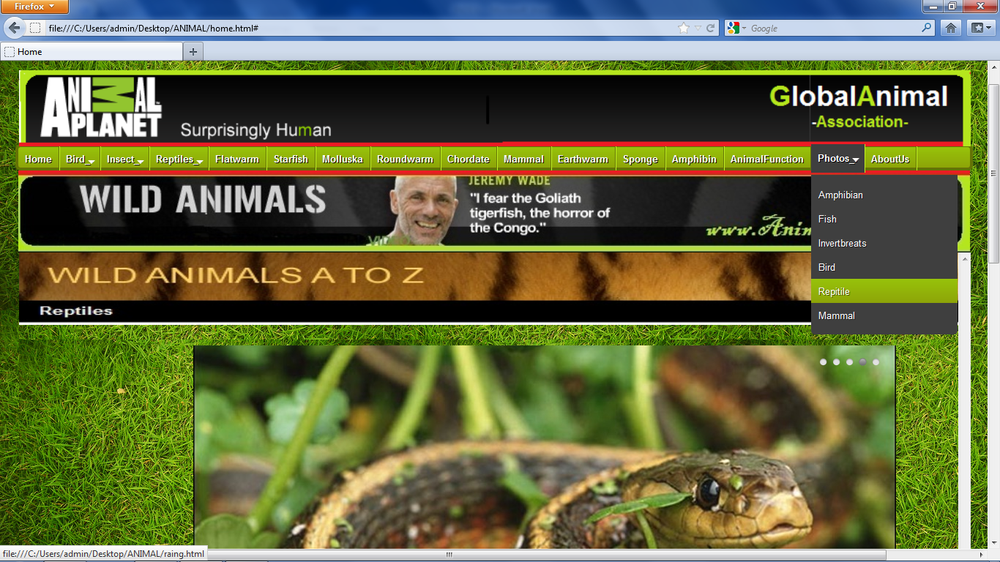 Firefox
file:///C:/Users/admin/Desktop/ANIMAL/home.html#
Google
Home
ANIMAL
PLANET
Surprisingly Human
GlobalAnimal
-Association-
Home Bird Insect Reptiles Flatwarm Starfish Molluska Roundwarm Chordate Mammal Earthwarm Sponge Amphibin AnimalFunction Photos AboutUs
WILD ANIMALS
JEREMY WADE
"I fear the Goliath
tigerfish, the horror of
the Congo."
www.Anim
VIDEO
Amphibian
Fish
Invertbreats
Bird
Repitile
Mammal
WILD ANIMALS A TO Z
Reptiles
file:///C:/Users/admin/Desktop/ANIMAL/raing.html